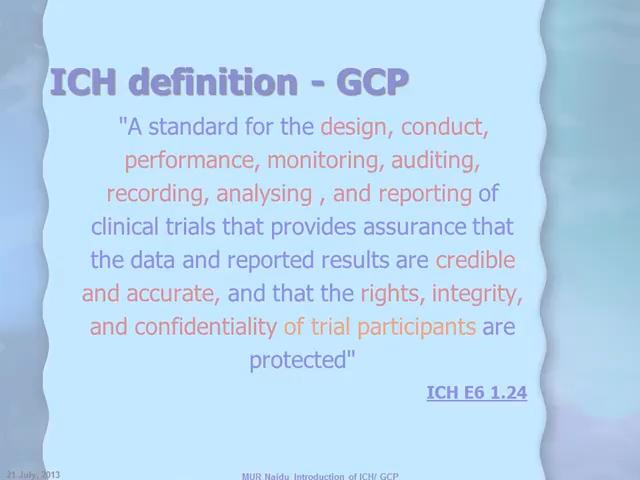 ICH definition - GCP
"A standard for the design, conduct,
performance, monitoring, auditing,
recording, analysing , and reporting of
clinical trials that provides assurance that
the data and reported results are credible
and accurate, and that the rights, integrity,
and confidentiality of trial participants are
protected"
ICH E6 1.24
21 July, 2013
MUR Naidu Introduction of ICH/ GCP